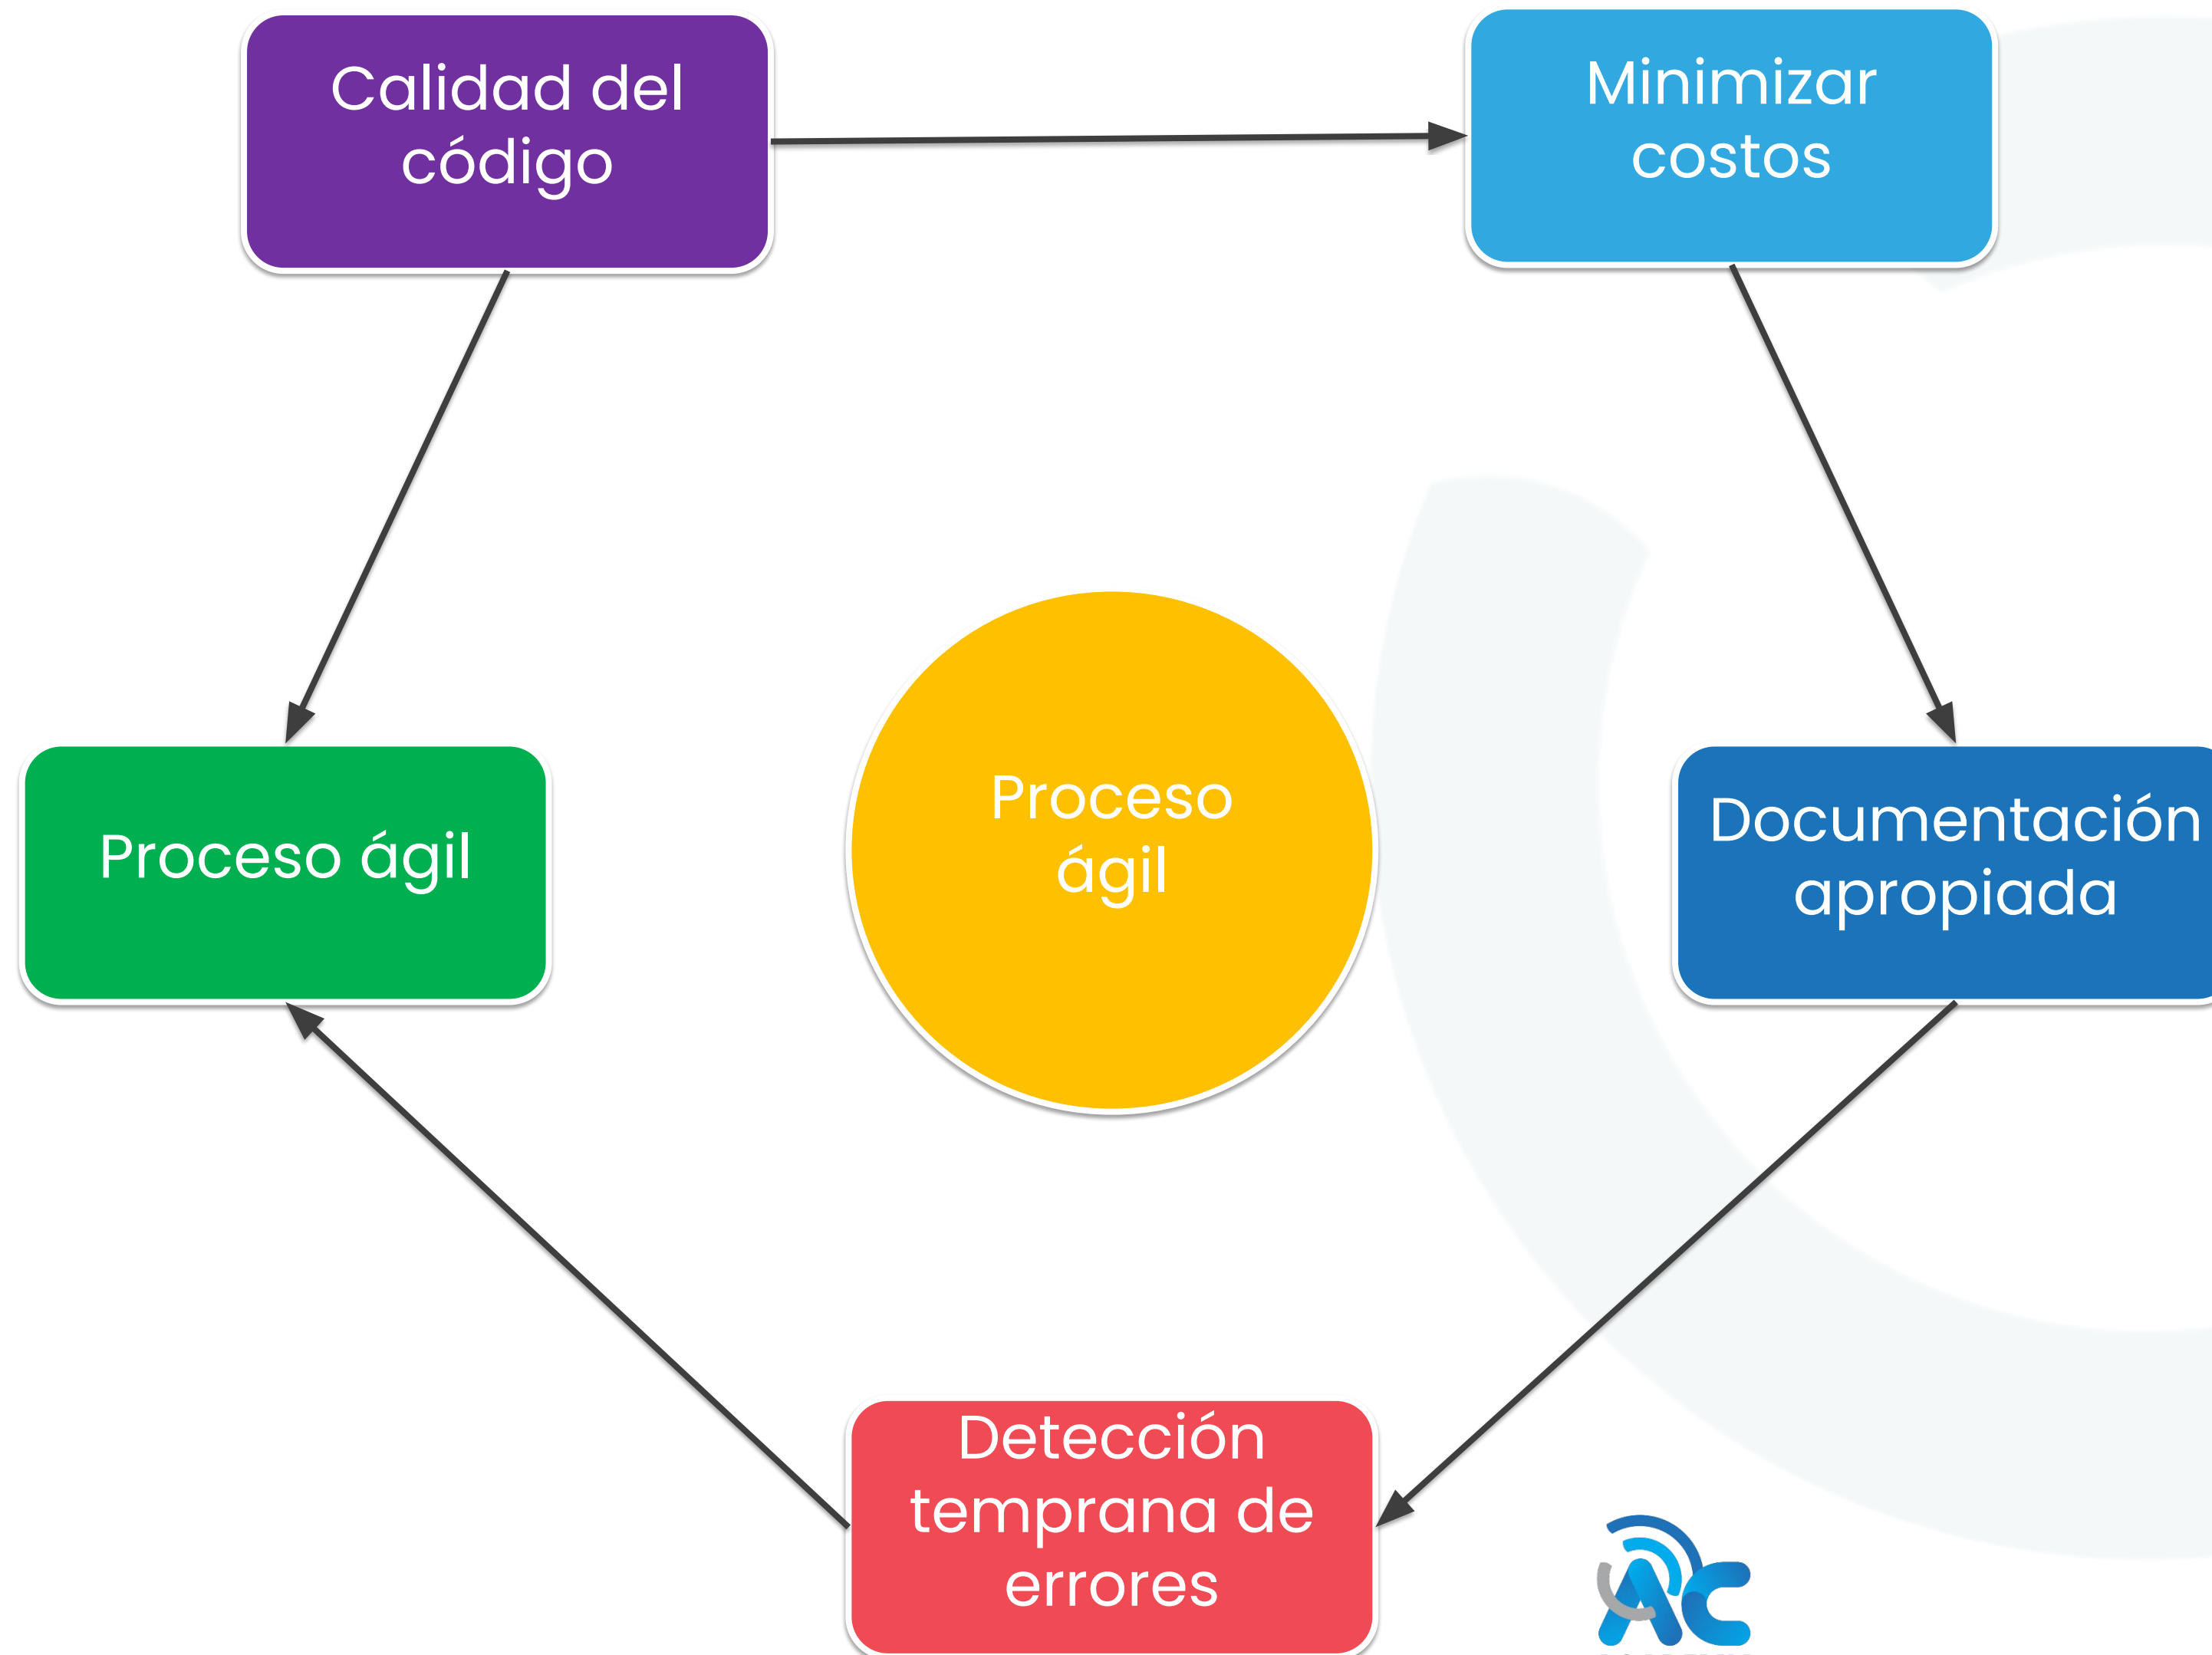 Calidad del
código
Minimizar
costos
Proceso ágil
Proceso
ágil
Documentación
apropiada
Detección
temprana de
errores
AC